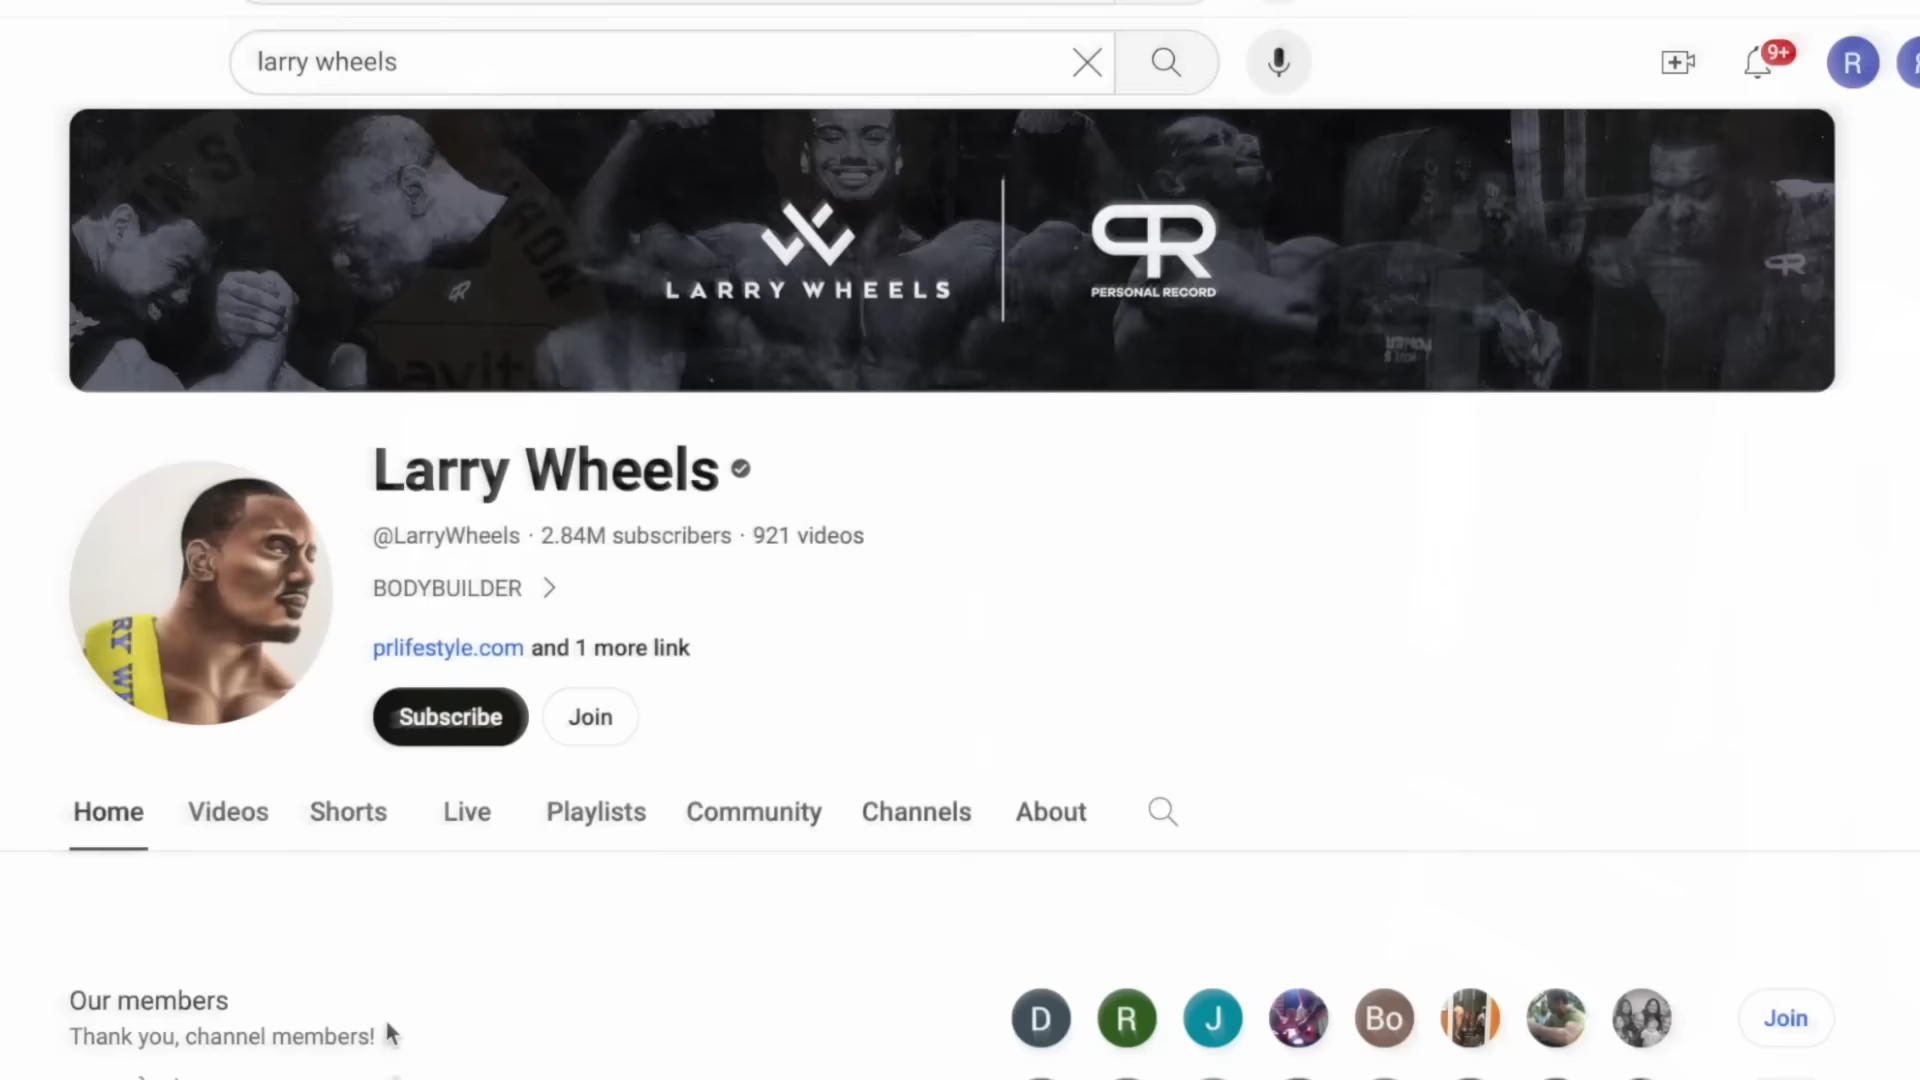 larry wheels
9+
R
LARRY WHEELS
PERSONAL RECORD
Larry Wheels
@LarryWheels · 2.84M subscribers · 921 videos
BODYBUILDER
prlifestyle.com and 1 more link
Subscribe
Join
Home
Videos
Shorts
Live
Playlists
Community
Channels
About
Our members
Thank you, channel members!
D
R
J
Bo
Join